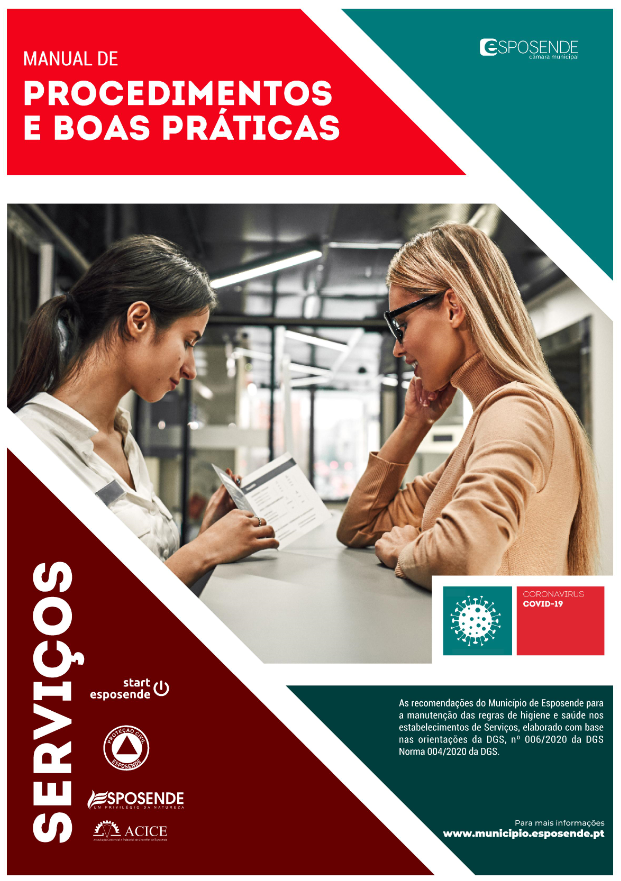 MANUAL DE
PROCEDIMENTOS
E BOAS PRÁTICAS
ESPOSENDE
câmara municipal
CORONAVIRUS
COVID-19
SERVIÇOS
start
esposende
PROTEÇÃO CIVIL
ESPOSENDE
ESPOSENDE
UM PRIVILÉGIO DA NATUREZA
ACICE
As recomendações do Município de Esposende para
a manutenção das regras de higiene e saúde nos
estabelecimentos de Serviços, elaborado com base
nas orientações da DGS, nº 006/2020 da DGS
Norma 004/2020 da DGS.
Para mais informações
www.municipio.esposende.pt